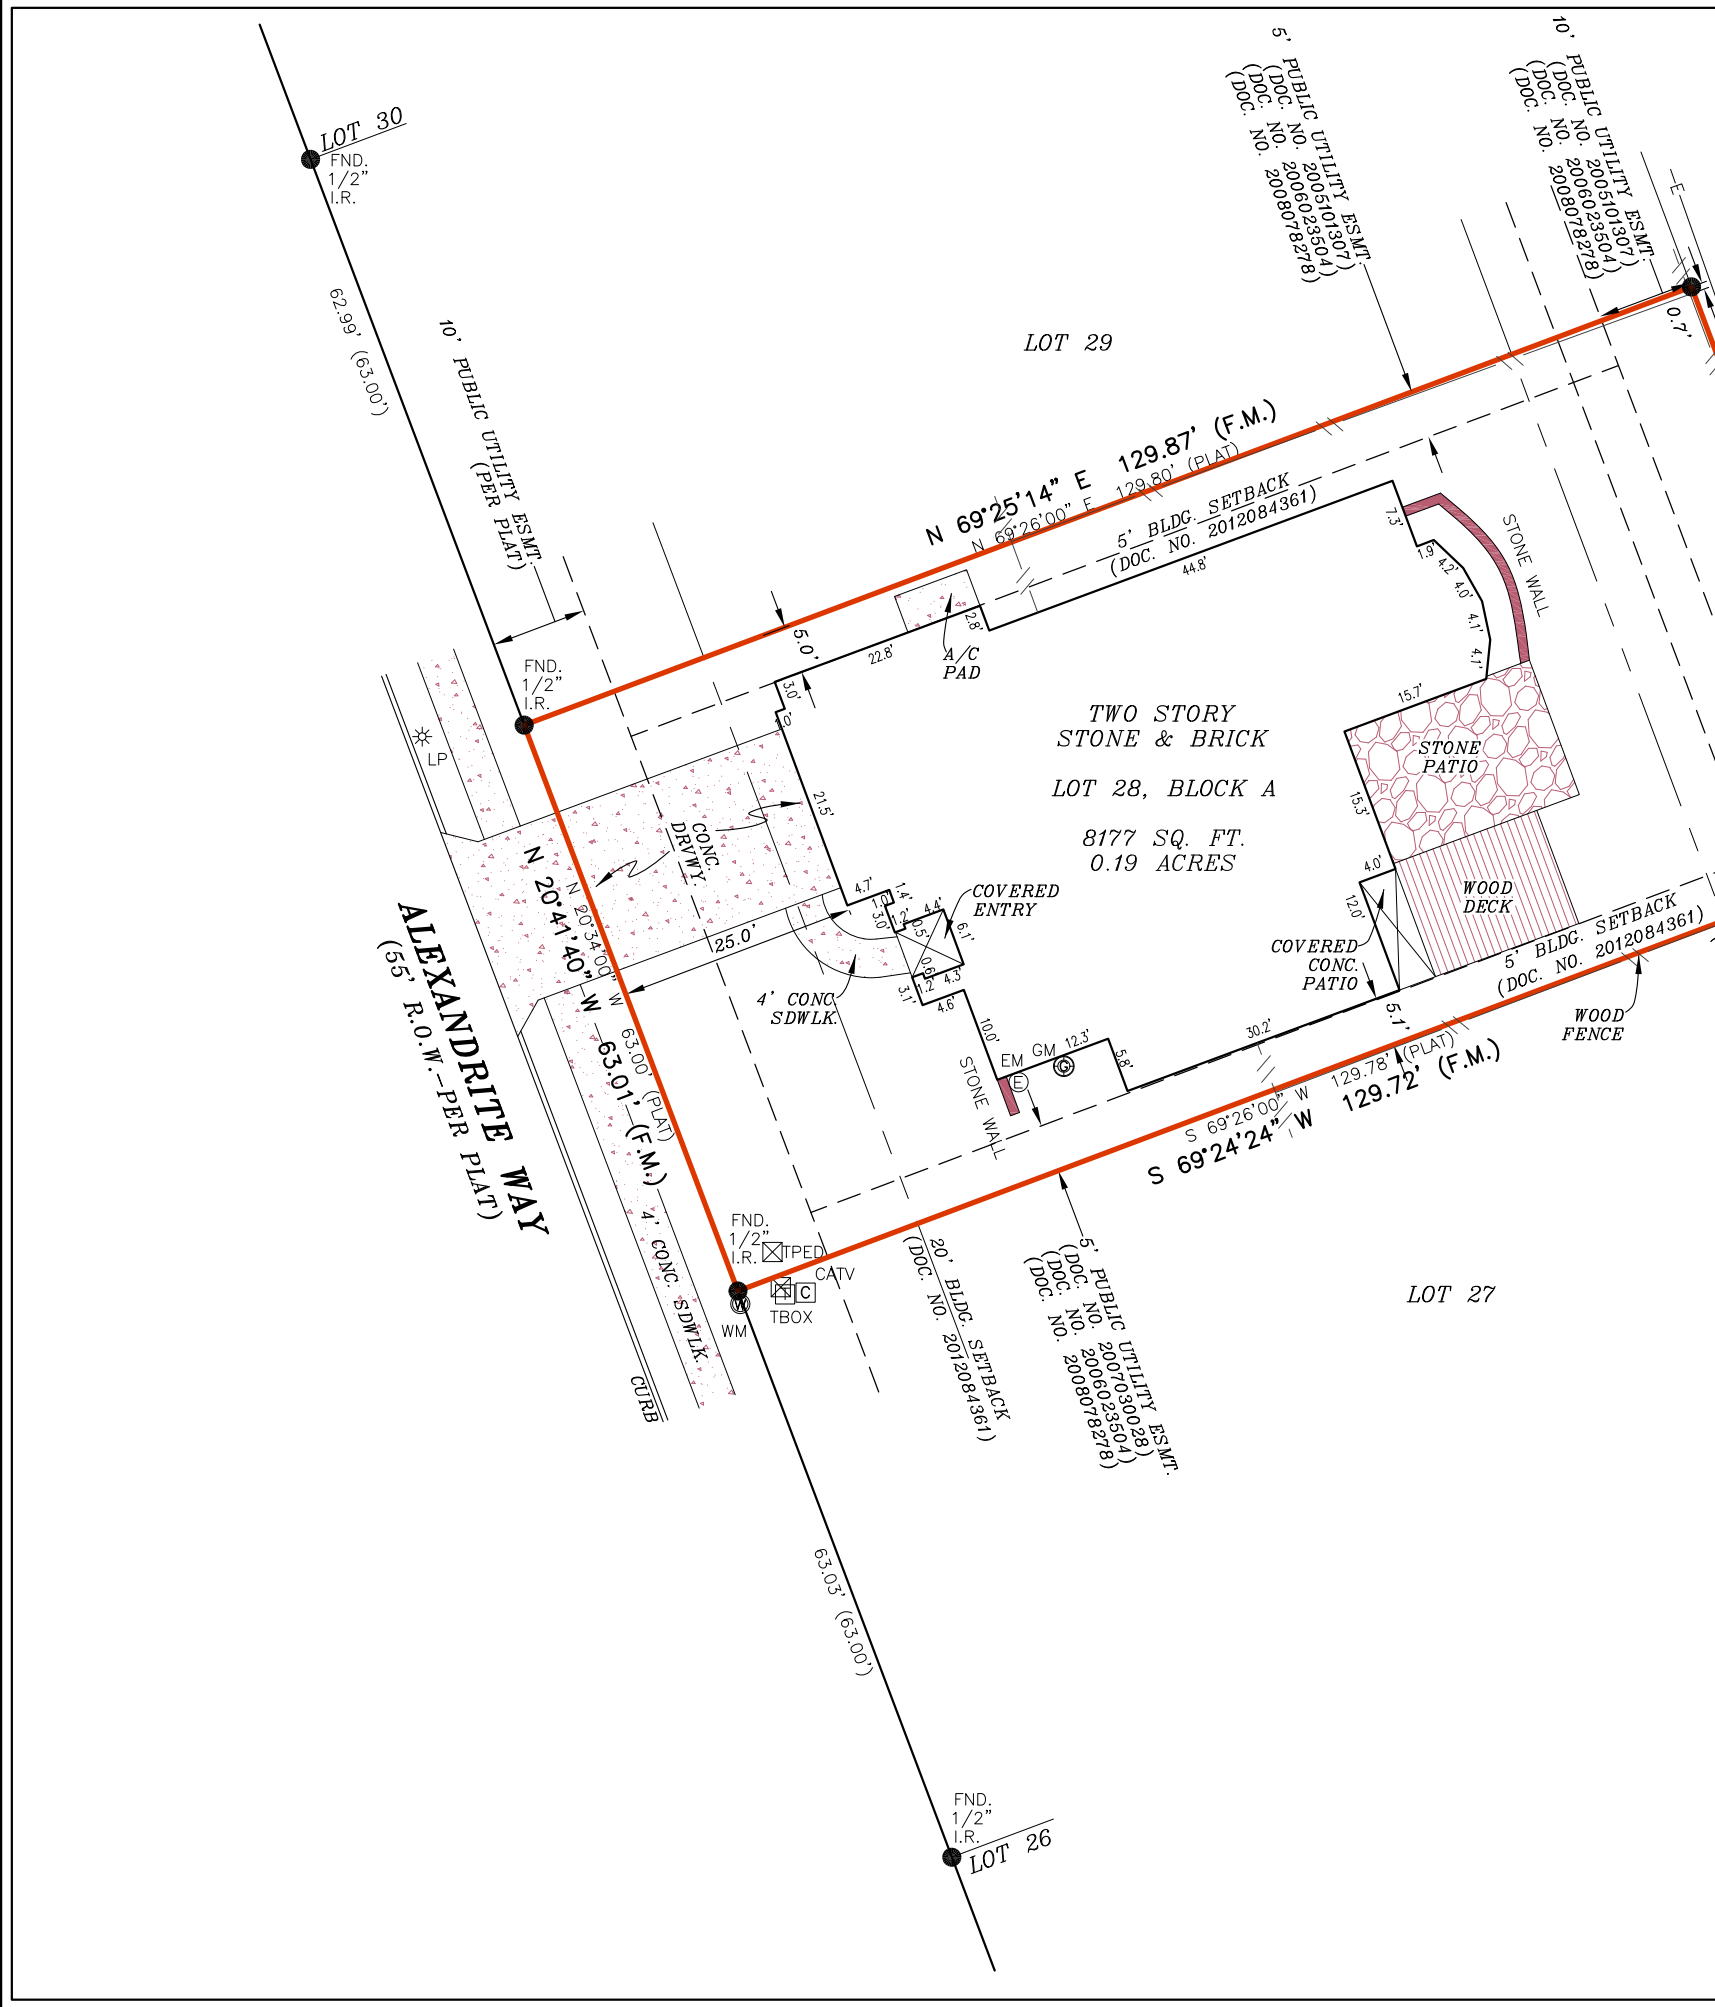 LOT 30
FND.
1/2"
I.R.
62.99' (63.00')
10' PUBLIC UTILITY ESMT.
(PER PLAT)
5' PUBLIC UTILITY ESMT.
(DOC. NO. 2005101307)
(DOC. NO. 2006023504)
(DOC. NO. 2008078278)
10' PUBLIC UTILITY ESMT.
(DOC. NO. 2005101307)
(DOC. NO. 2006023504)
(DOC. NO. 2008078278)
E
0.7'
LOT 29
N 69°25'14" E 129.87' (F.M.)
N 69°26'00" E 129.80' (PLAT)
5' BLDG. SETBACK
(DOC. NO. 2012084361)
44.8'
7.3'
1.9'
4.2'
4.0'
4.1'
4.1'
STONE WALL
FND.
1/2"
I.R.
5.0'
22.8'
2.8'
A/C
PAD
3.0'
LP
TWO STORY
STONE & BRICK
LOT 28, BLOCK A
8177 SQ. FT.
0.19 ACRES
15.7'
STONE
PATIO
15.3'
21.5'
CONC.
DRVWY.
4.7'
1.4'
1.0'
3.0'
1.2'
4.4'
0.5'
6.1'
COVERED
ENTRY
4.0'
12.0'
WOOD
DECK
COVERED
CONC.
PATIO
5' BLDG. SETBACK
(DOC. NO. 2012084361)
WOOD
FENCE
25.0'
0.6'
4.3'
1.2'
3.1'
4.6'
4' CONC.
SDWLK.
10.0'
EM
GM
12.3'
E
G
5.8'
30.2'
5.1'
STONE WALL
N 20°41'40" W 63.01' (F.M.)
N 20°34'00" W 63.00' (PLAT)
ALEXANDRITE WAY
(55' R.O.W.-PER PLAT)
S 69°26'00" W 129.78' (PLAT)
S 69°24'24" W 129.72' (F.M.)
FND.
1/2"
I.R.
TPED
CATV
T
C
W
TBOX
WM
4' CONC. SDWLK.
CURB
20' BLDG. SETBACK
(DOC. NO. 2012084361)
5' PUBLIC UTILITY ESMT.
(DOC. NO. 2007030028)
(DOC. NO. 2006023504)
(DOC. NO. 2008078278)
LOT 27
63.03' (63.00')
FND.
1/2"
I.R.
LOT 26